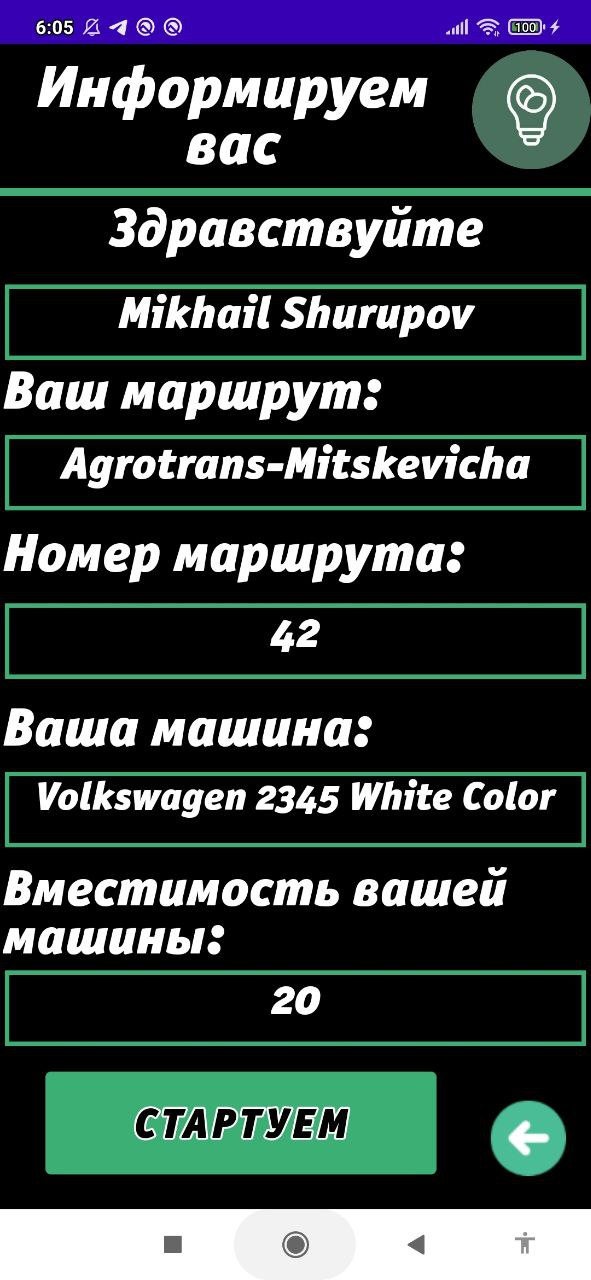 6:05
100
Информируем
вас
Здравствуйте
Mikhail Shurupov
Ваш маршрут:
Agrotrans-Mitskevicha
Номер маршрута:
42
Ваша машина:
Volkswagen 2345 White Color
Вместимость вашей
машины:
20
СТАРТУЕМ